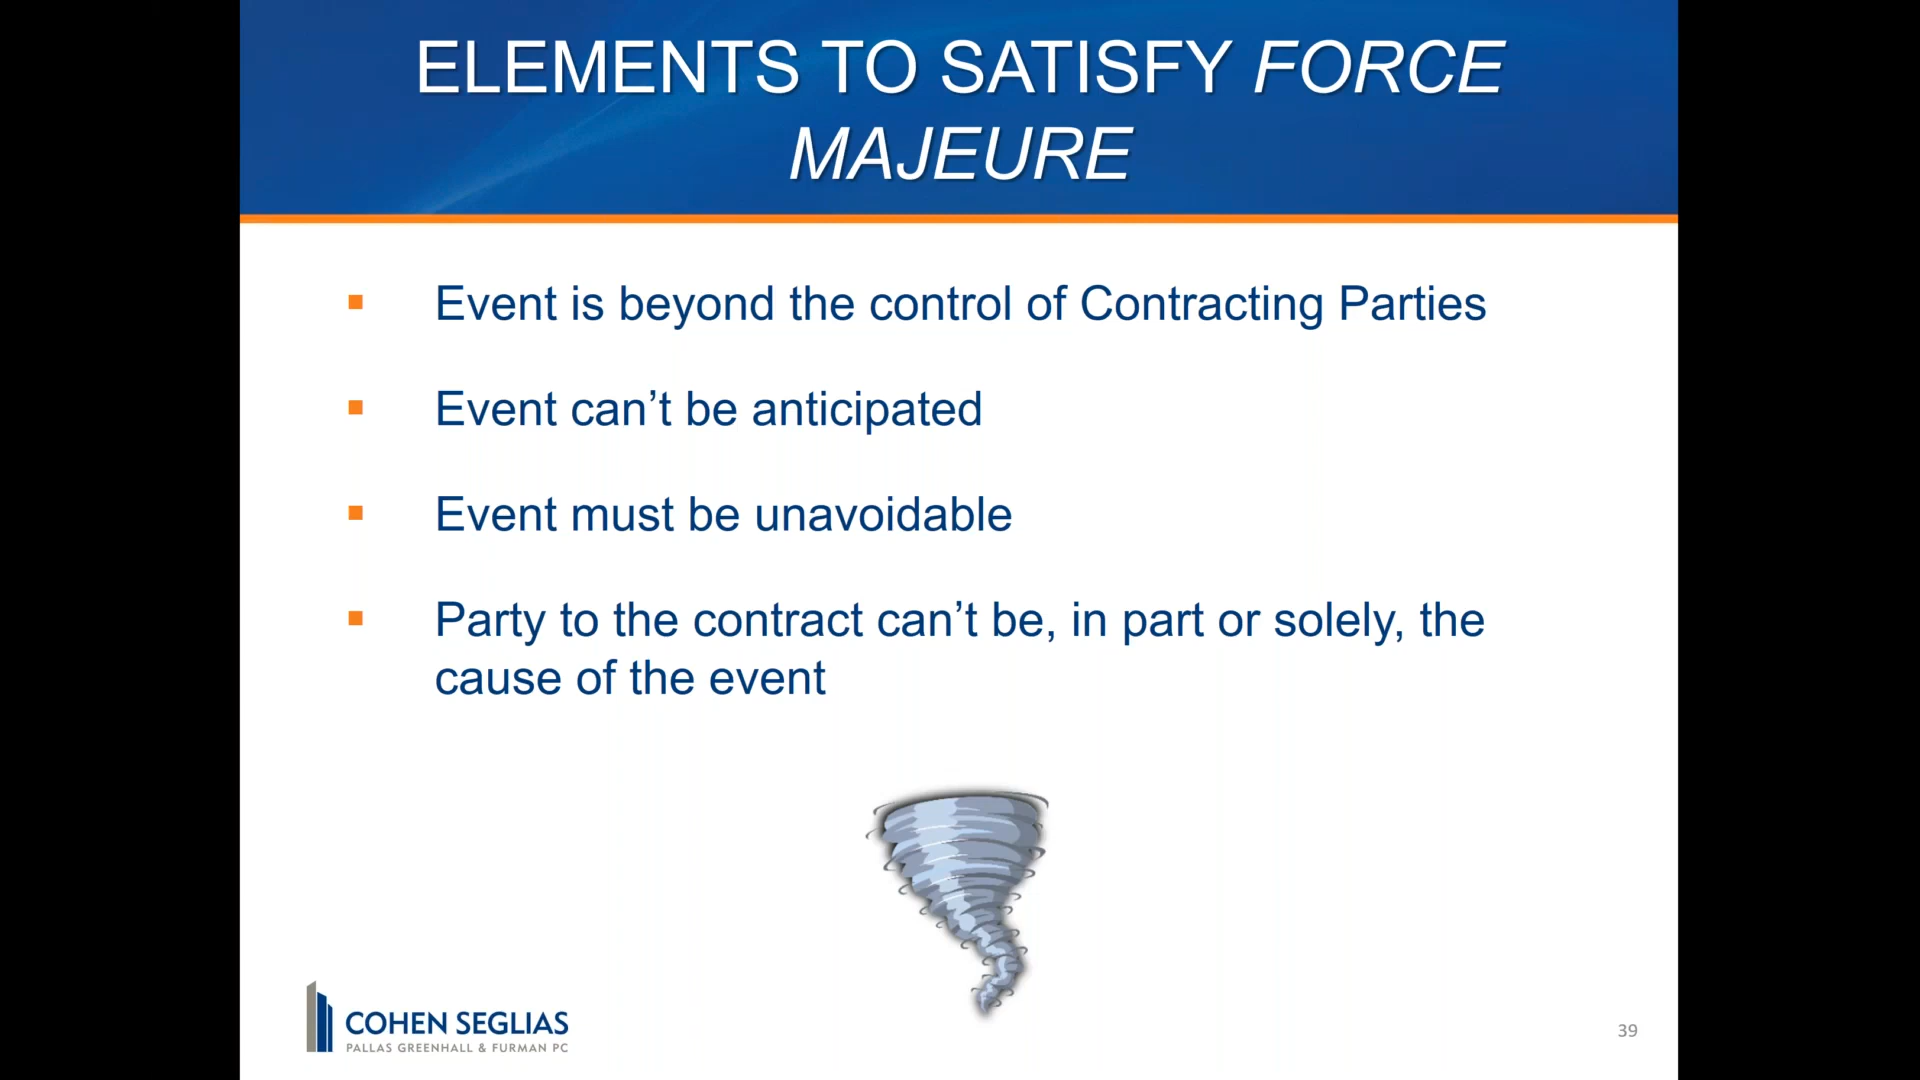 ELEMENTS TO SATISFY FORCE
MAJEURE
Event is beyond the control of Contracting Parties
Event can’t be anticipated
Event must be unavoidable
Party to the contract can’t be, in part or solely, the
cause of the event
COHEN SEGLIAS
PALLAS GREENHALL & FURMAN PC
39